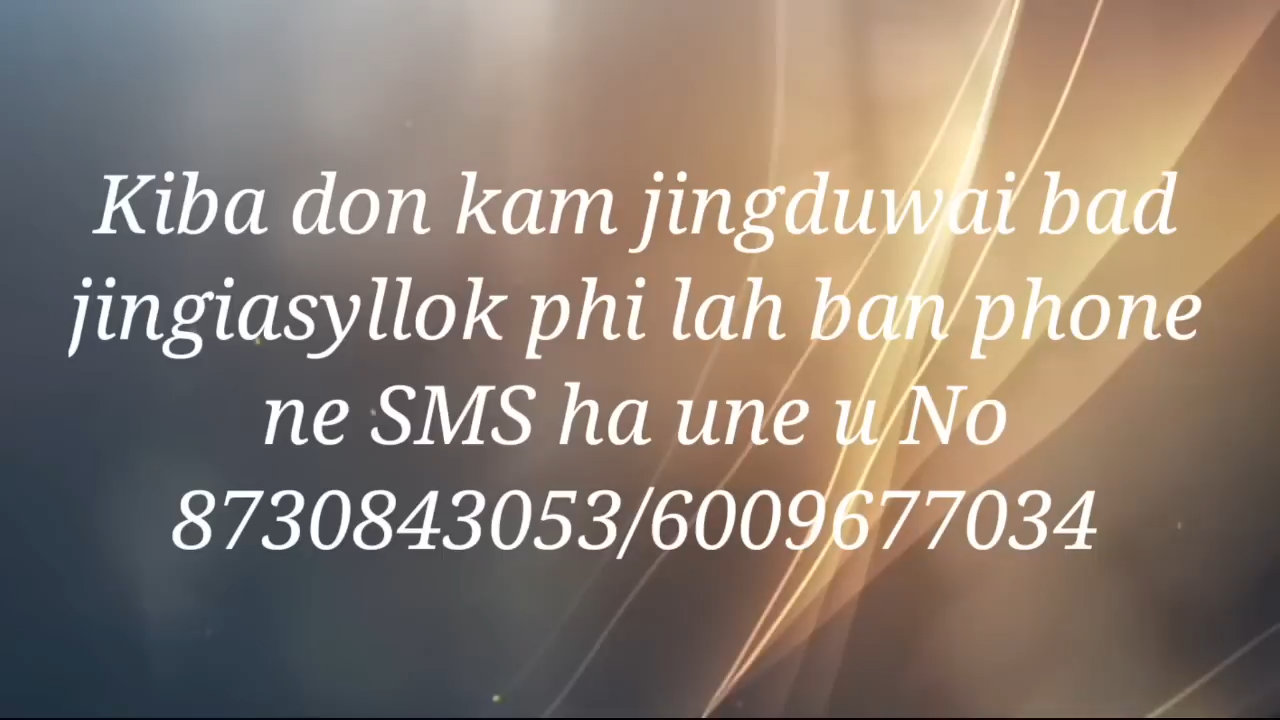 Kiba don kam jingduwai bad
jingiasyllok phi lah ban phone
ne SMS ha une u No
8730843053/6009677034